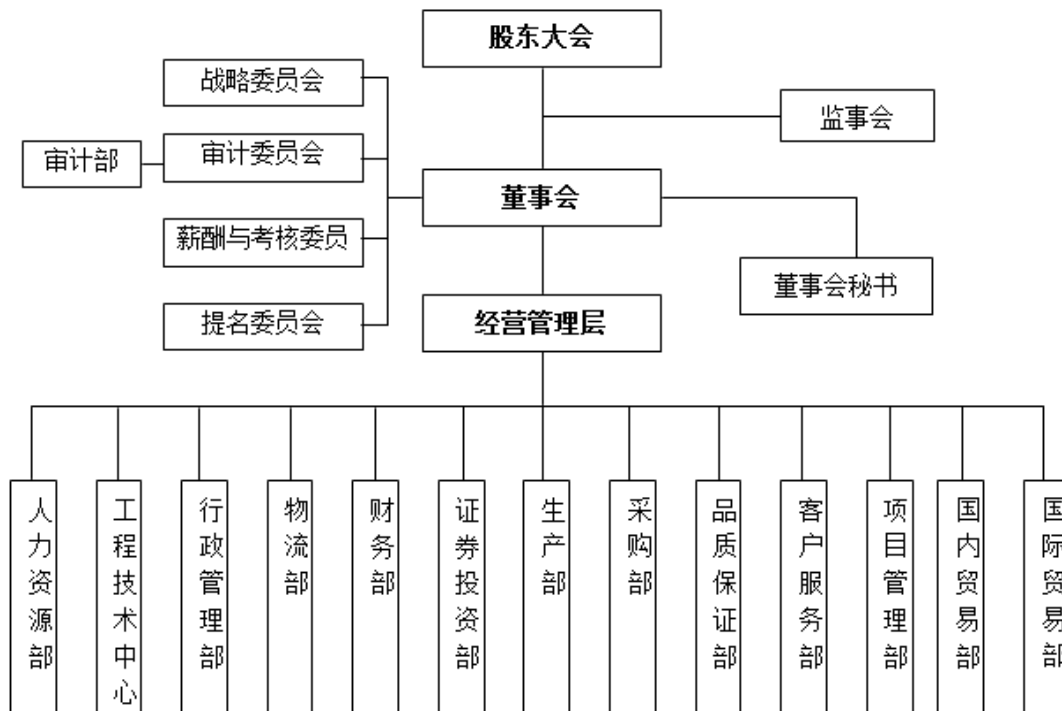 股东大会
战略委员会
监事会
审计部
审计委员会
董事会
薪酬与考核委员
董事会秘书
提名委员会
经营管理层
人力资源部
工程技术中心
行政管理部
物流部
财务部
证券投资部
生产部
采购部
品质保证部
客户服务部
项目管理部
国内贸易部
国际贸易部